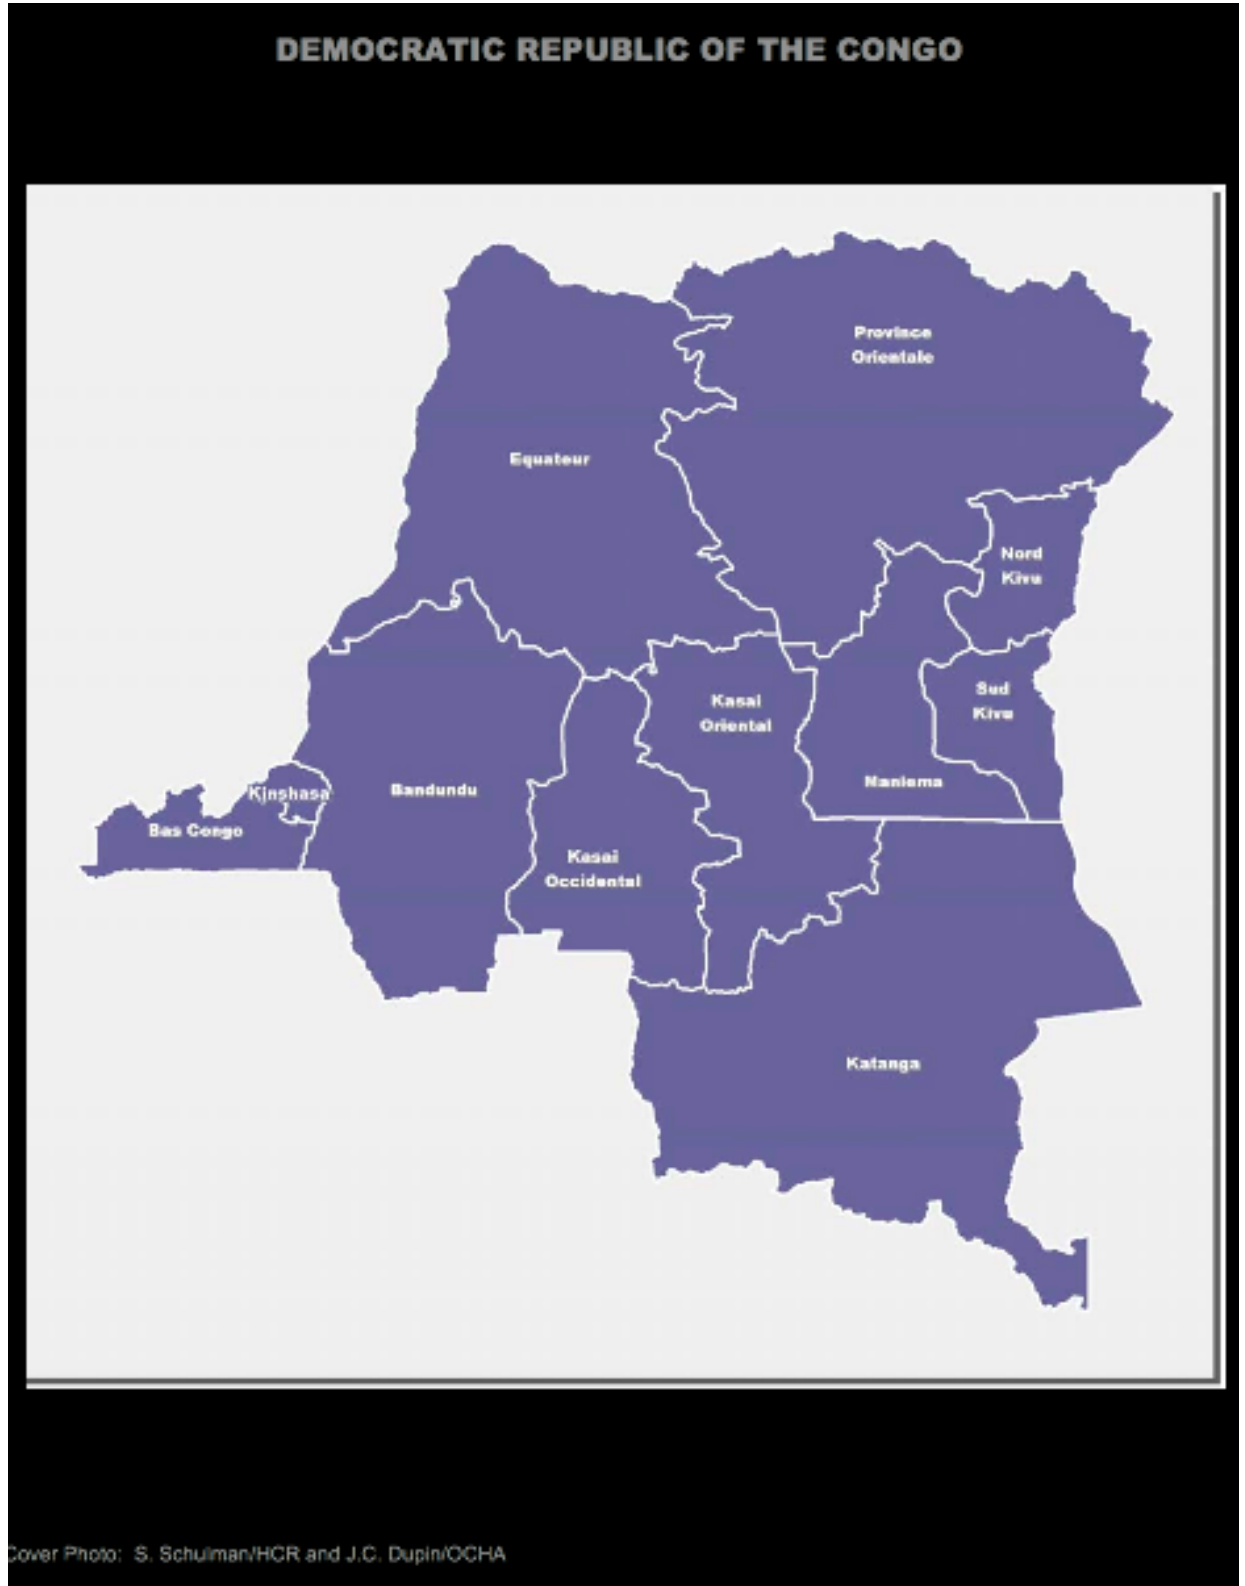 DEMOCRATIC REPUBLIC OF THE CONGO
Province
Orientale
Equateur
Nord
Kivu
Sud
Kivu
Kasai
Oriental
Maniema
Kinshasa
Bandundu
Bas Congo
Kasai
Occidental
Katanga
Cover Photo: S. Schulman/HCR and J.C. Dupin/OCHA